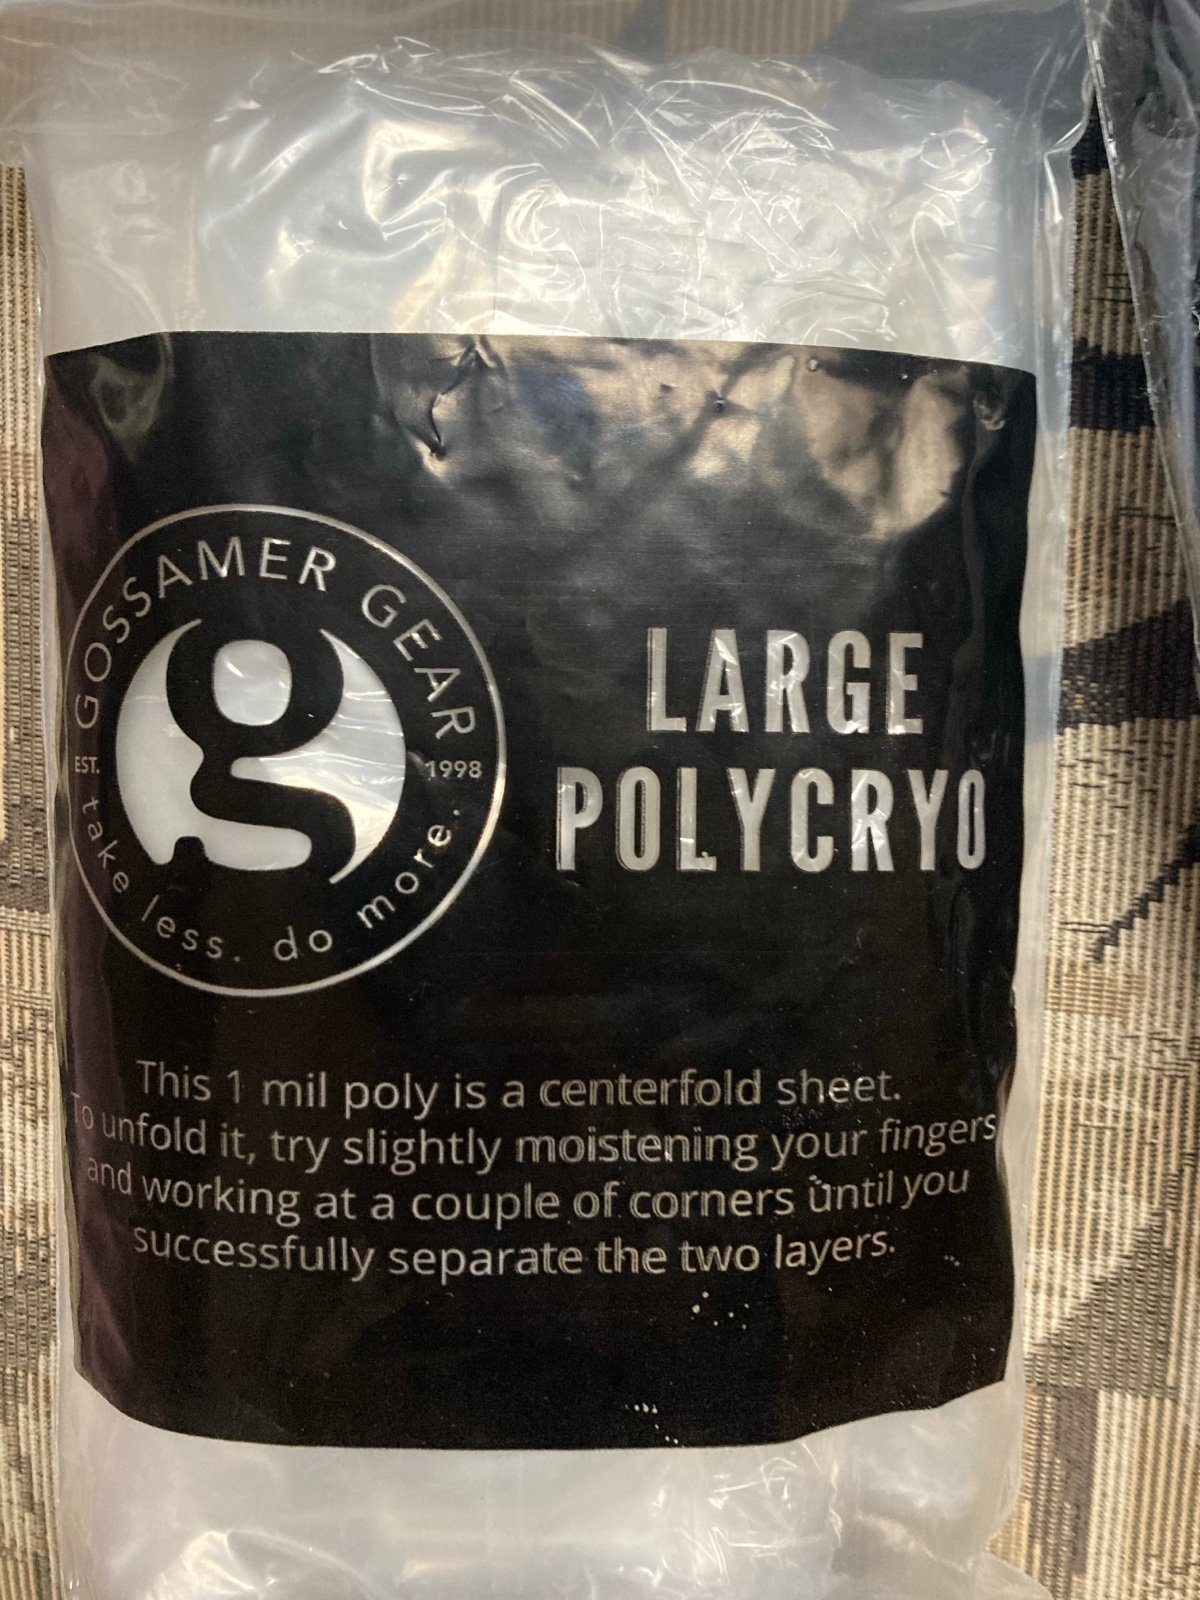 GOSSAMER GEAR
EST. 1998
take less. do more.
g
LARGE
POLYCRYO
This 1 mil poly is a centerfold sheet.
To unfold it, try slightly moistening your fingers
and working at a couple of corners until you
successfully separate the two layers.